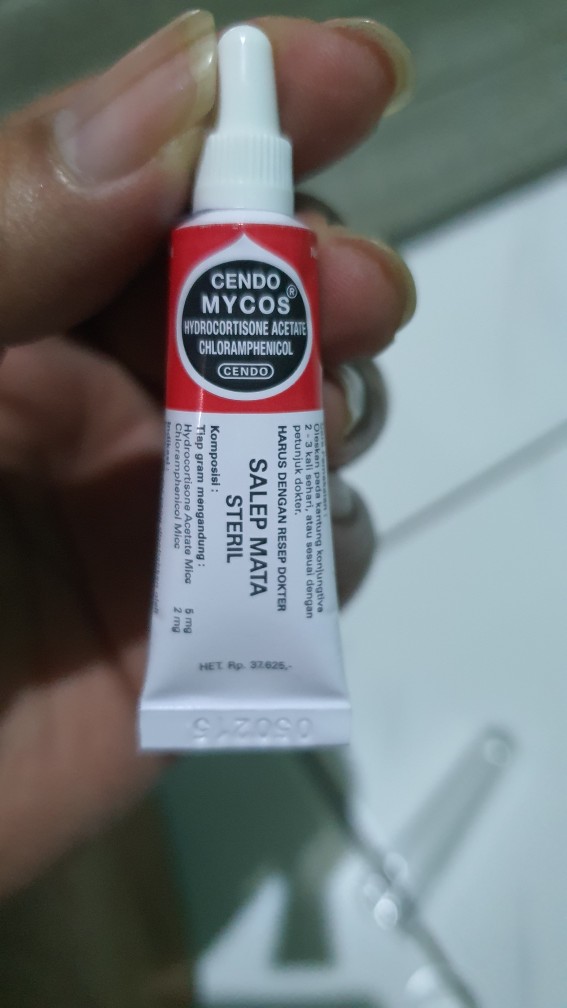 CENDO
MYCOS®
HYDROCORTISONE ACETATE
CHLORAMPHENICOL
CENDO
Oleskan pada kantung konjungtiva
2 - 3 kali sehari, atau sesuai dengan
petunjuk dokter.
HARUS DENGAN RESEP DOKTER
SALEP MATA
STERIL
Komposisi :
Tiap gram mengandung :
Hydrocortisone Acetate Micc 5 mg
Chloramphenicol Micc 2 mg
HET. Rp. 37.625,-
050215